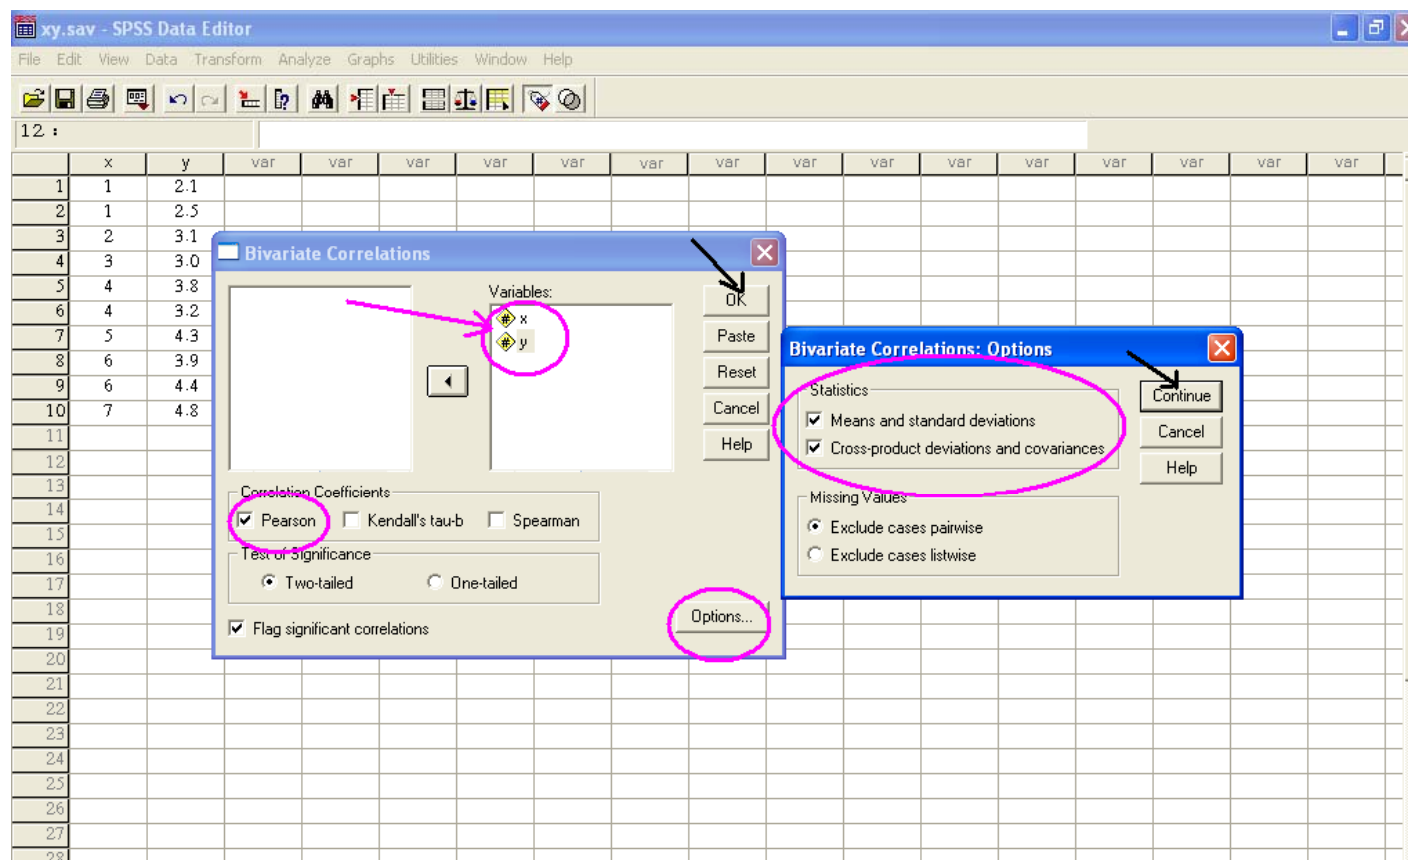 xy.sav - SPSS Data Editor
File Edit View Data Transform Analyze Graphs Utilities Window Help
12 :
x y var var var var var var var var var var var var var var var
1 1 2.1
2 1 2.5
3 2 3.1
4 3 3.0
5 4 3.8
6 4 3.2
7 5 4.3
8 6 3.9
9 6 4.4
10 7 4.8
11
12
13
14
15
16
17
18
19
20
21
22
23
24
25
26
27
28
Bivariate Correlations
Variables:
x
y
OK
Paste
Reset
Cancel
Help
Correlation Coefficients
Pearson Kendall's tau-b Spearman
Test of Significance
Two-tailed One-tailed
Flag significant correlations
Options...
Bivariate Correlations: Options
Statistics
Means and standard deviations
Cross-product deviations and covariances
Missing Values
Exclude cases pairwise
Exclude cases listwise
Continue
Cancel
Help